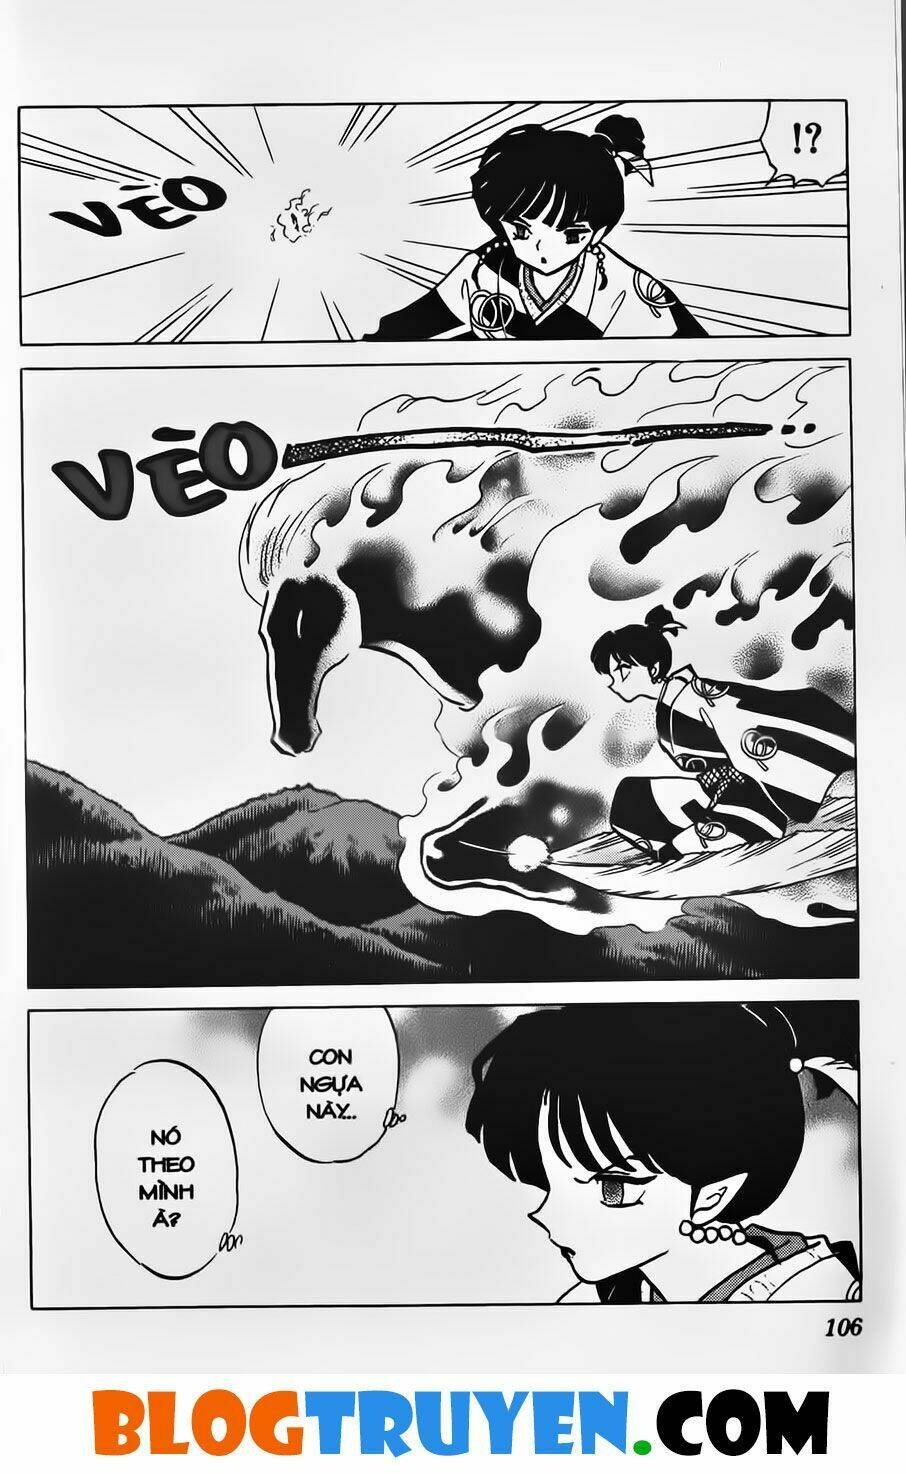 !?
VÈO
VÈO
CON
NGỰA
NÀY...
NÓ
THEO
MÌNH
À?
106
BLOGTRUYEN.COM